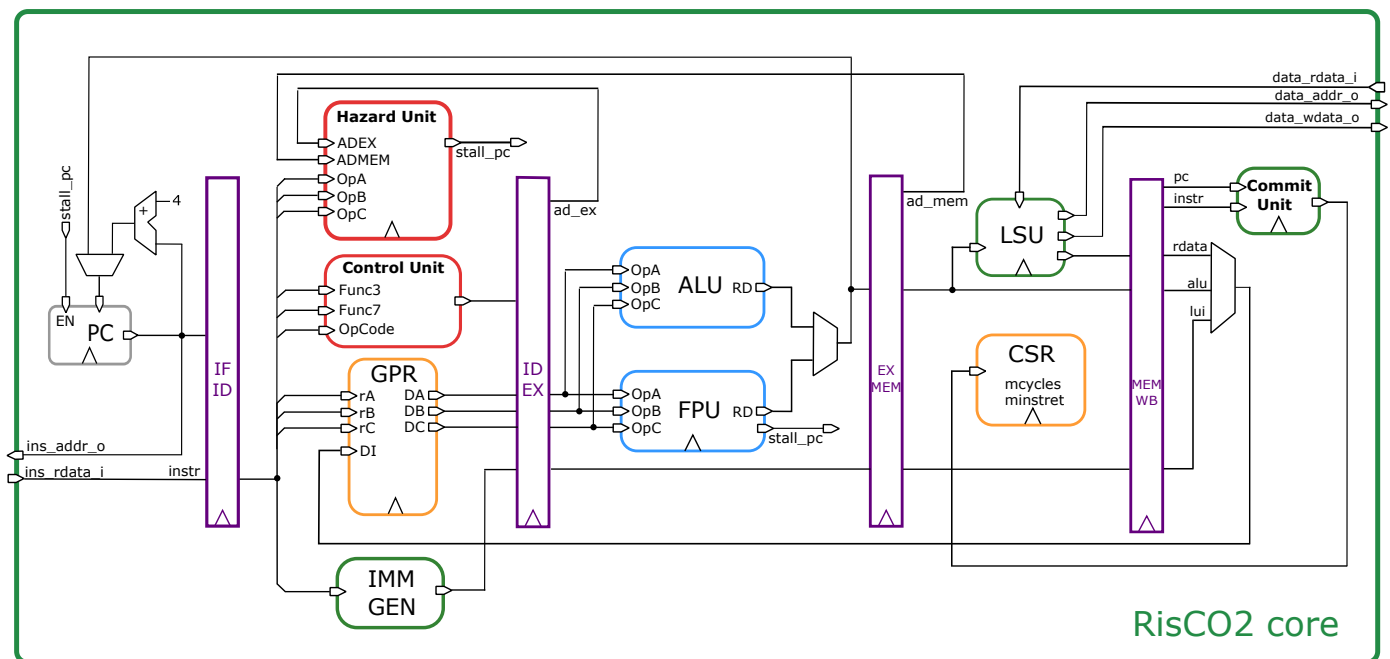 data_rdata_i
data_addr_o
data_wdata_o
Hazard Unit
ADEX
ADMEM
OpA
OpB
OpC
stall_pc
stall_pc
+
4
EN
PC
IF
ID
ins_addr_o
ins_rdata_i
instr
Control Unit
Func3
Func7
OpCode
GPR
rA
rB
rC
DI
DA
DB
DC
IMM
GEN
ID
EX
ad_ex
ALU
OpA
OpB
OpC
RD
FPU
OpA
OpB
OpC
RD
stall_pc
EX
MEM
ad_mem
LSU
CSR
mcycles
minstret
MEM
WB
pc
instr
rdata
alu
lui
Commit
Unit
RisCO2 core